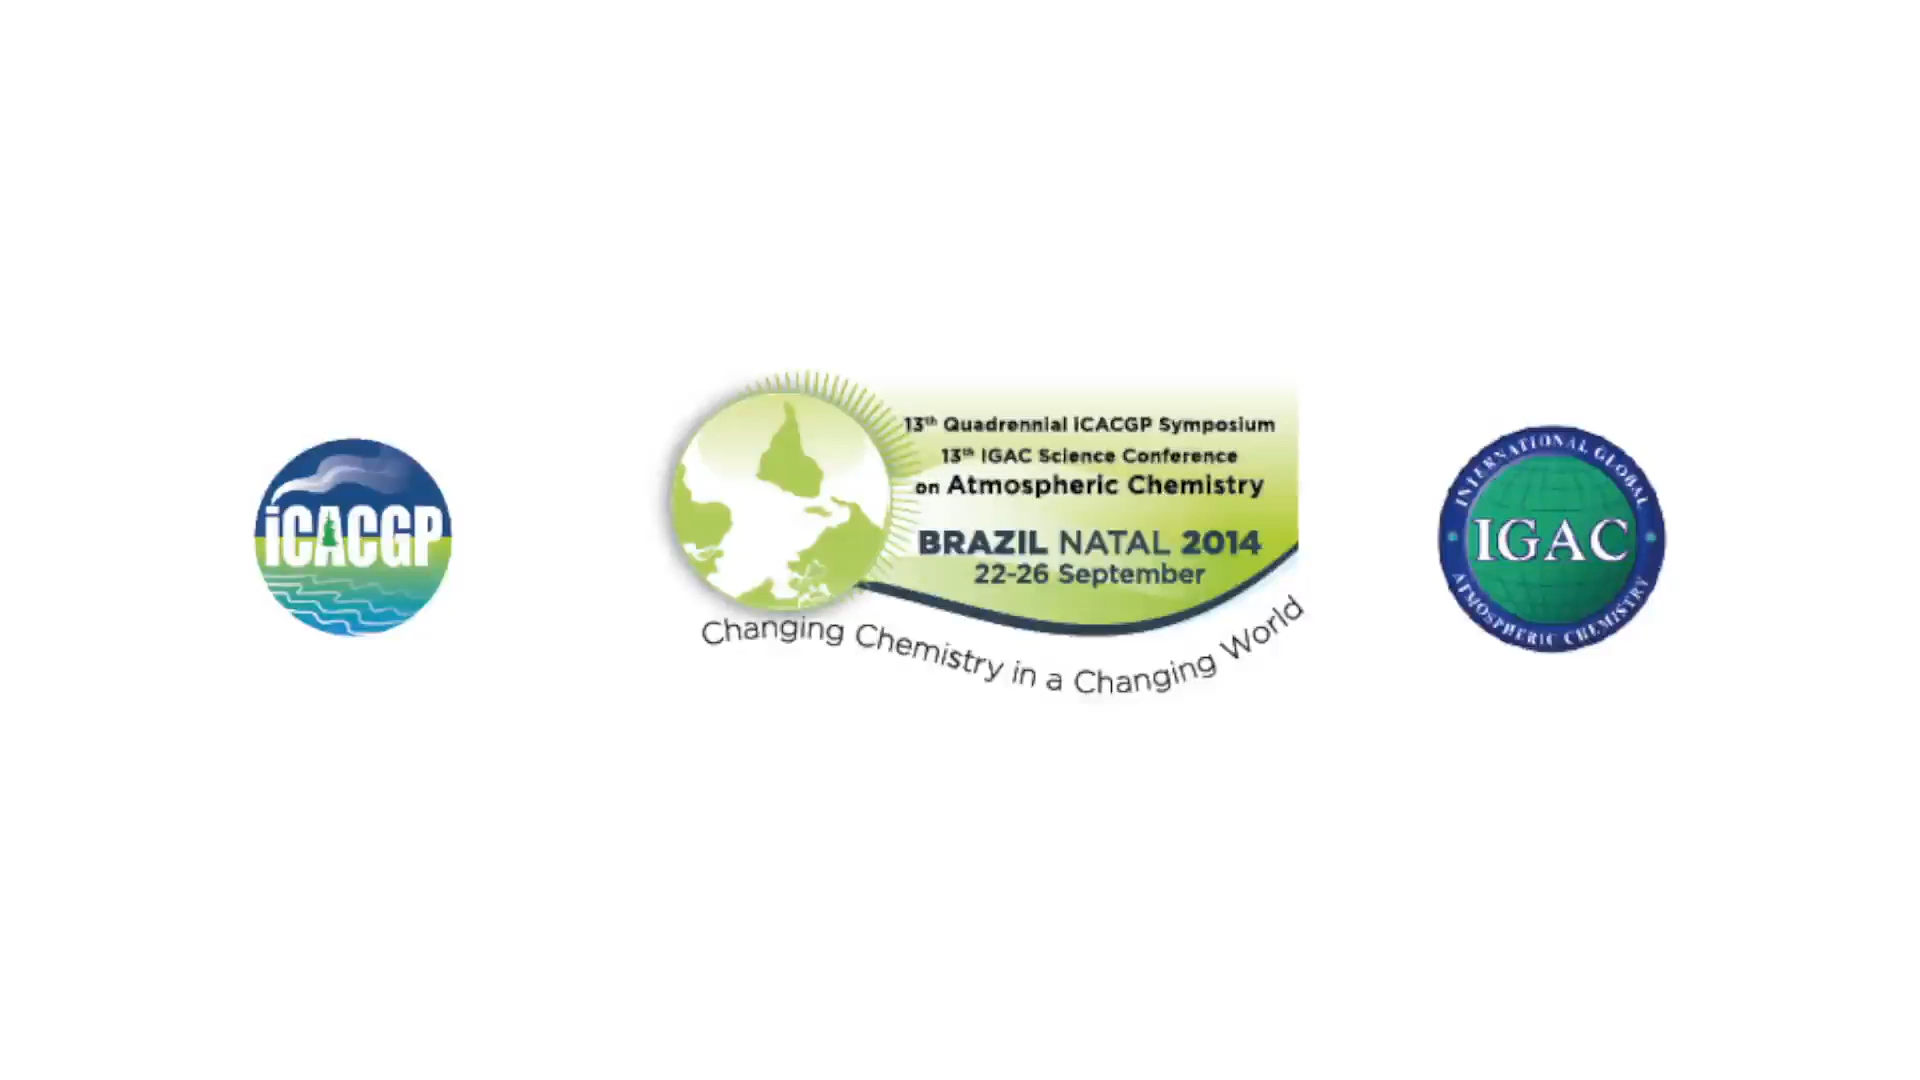 iCACGP
13th Quadrennial iCACGP Symposium
13th IGAC Science Conference
on Atmospheric Chemistry
BRAZIL NATAL 2014
22-26 September
Changing Chemistry in a Changing World
INTERNATIONAL GLOBAL
IGAC
ATMOSPHERIC CHEMISTRY